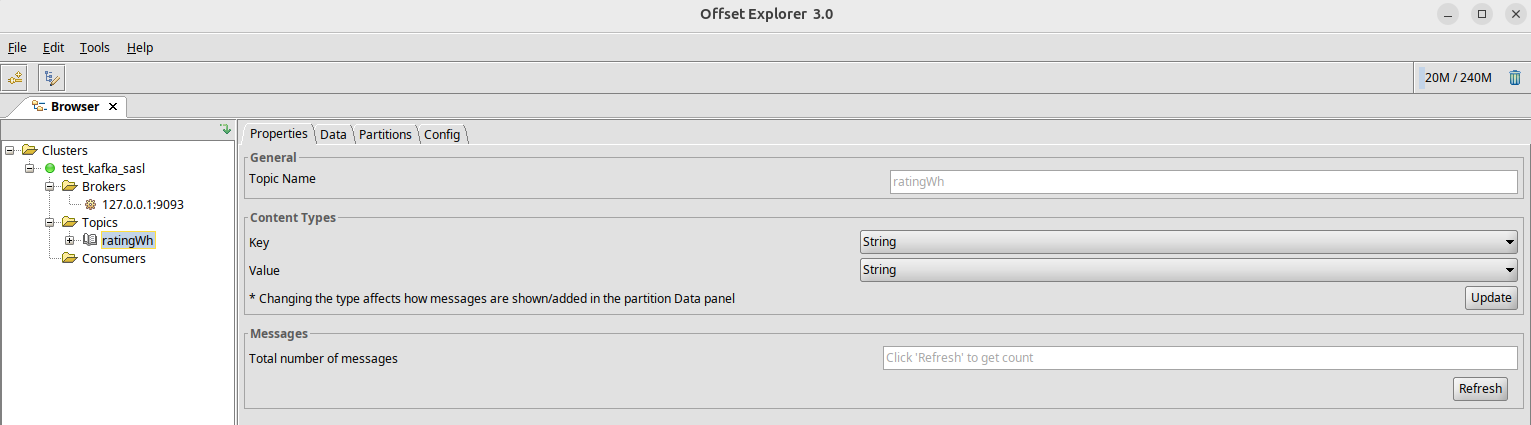 Offset Explorer 3.0
File Edit Tools Help
20M / 240M
Browser
Properties Data Partitions Config
Clusters
test_kafka_sasl
Brokers
127.0.0.1:9093
Topics
ratingWh
Consumers
General
Topic Name ratingWh
Content Types
Key String
Value String
* Changing the type affects how messages are shown/added in the partition Data panel Update
Messages
Total number of messages Click 'Refresh' to get count
Refresh